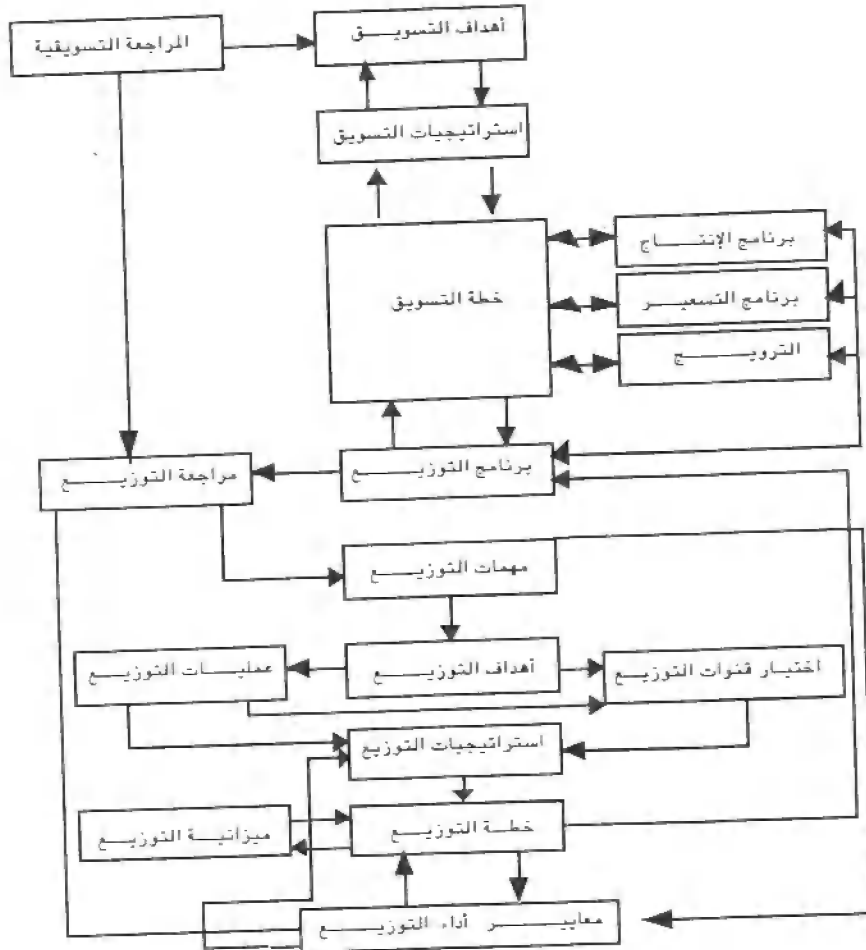 أهداف التسويق
المراجعة التسويقية
استراتيجيات التسويق
برنامج الإنتاج
خطة التسويق
برنامج التسعير
الترويج
برنامج التوزيع
مراجعة التوزيع
مهمات التوزيع
أختيار قنوات التوزيع
أهداف التوزيع
عمليات التوزيع
استراتيجيات التوزيع
خطة التوزيع
ميزانية التوزيع
معايير أداء التوزيع